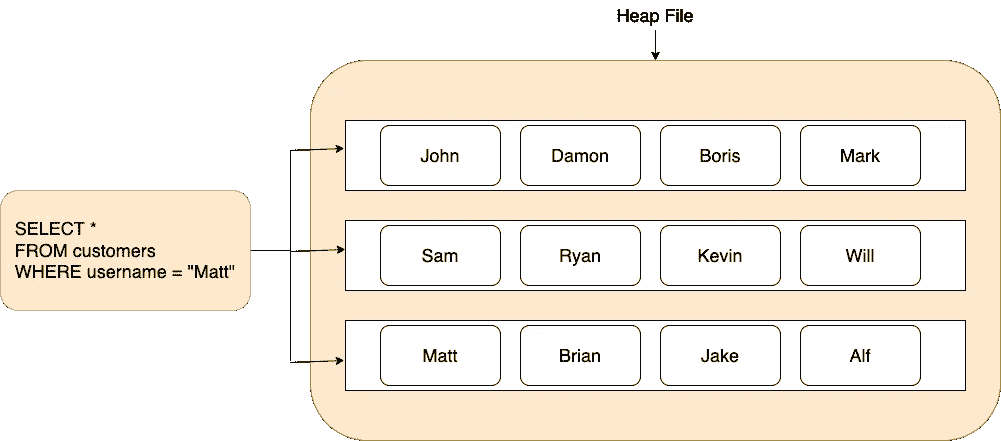 Heap File
SELECT *
FROM customers
WHERE username = "Matt"
John Damon Boris Mark
Sam Ryan Kevin Will
Matt Brian Jake Alf